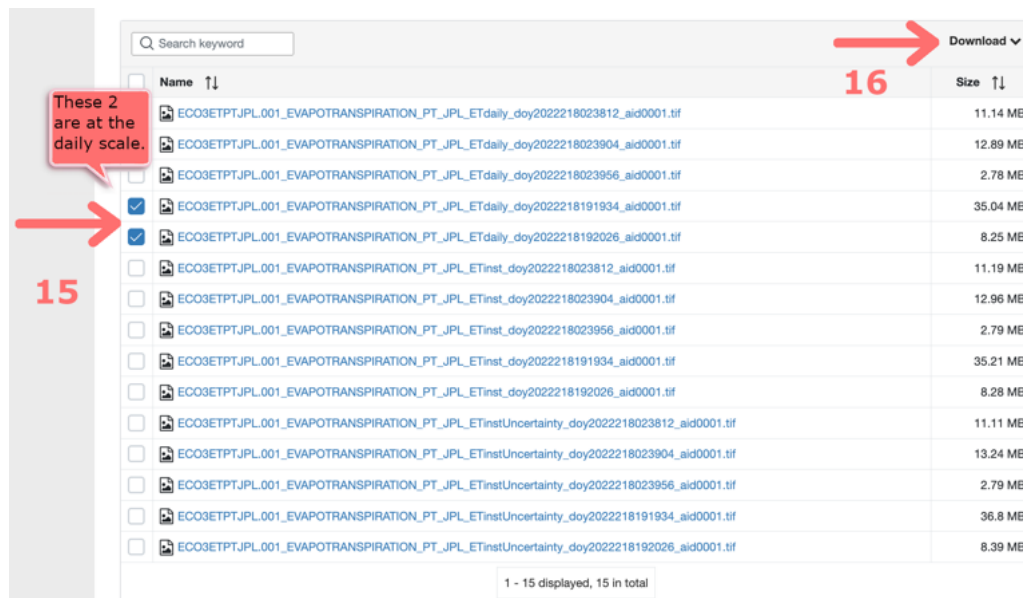 Search keyword
Download
16
Name
Size
These 2
are at the
daily scale.
ECO3ETPTJPL.001_EVAPOTRANSPIRATION_PT_JPL_ETdaily_doy2022218023812_aid0001.tif 11.14 MB
ECO3ETPTJPL.001_EVAPOTRANSPIRATION_PT_JPL_ETdaily_doy2022218023904_aid0001.tif 12.89 MB
ECO3ETPTJPL.001_EVAPOTRANSPIRATION_PT_JPL_ETdaily_doy2022218023956_aid0001.tif 2.78 MB
ECO3ETPTJPL.001_EVAPOTRANSPIRATION_PT_JPL_ETdaily_doy2022218191934_aid0001.tif 35.04 MB
ECO3ETPTJPL.001_EVAPOTRANSPIRATION_PT_JPL_ETdaily_doy2022218192026_aid0001.tif 8.25 MB
15
ECO3ETPTJPL.001_EVAPOTRANSPIRATION_PT_JPL_ETinst_doy2022218023812_aid0001.tif 11.19 MB
ECO3ETPTJPL.001_EVAPOTRANSPIRATION_PT_JPL_ETinst_doy2022218023904_aid0001.tif 12.96 MB
ECO3ETPTJPL.001_EVAPOTRANSPIRATION_PT_JPL_ETinst_doy2022218023956_aid0001.tif 2.79 MB
ECO3ETPTJPL.001_EVAPOTRANSPIRATION_PT_JPL_ETinst_doy2022218191934_aid0001.tif 35.21 MB
ECO3ETPTJPL.001_EVAPOTRANSPIRATION_PT_JPL_ETinst_doy2022218192026_aid0001.tif 8.28 MB
ECO3ETPTJPL.001_EVAPOTRANSPIRATION_PT_JPL_ETinstUncertainty_doy2022218023812_aid0001.tif 11.11 MB
ECO3ETPTJPL.001_EVAPOTRANSPIRATION_PT_JPL_ETinstUncertainty_doy2022218023904_aid0001.tif 13.24 MB
ECO3ETPTJPL.001_EVAPOTRANSPIRATION_PT_JPL_ETinstUncertainty_doy2022218023956_aid0001.tif 2.79 MB
ECO3ETPTJPL.001_EVAPOTRANSPIRATION_PT_JPL_ETinstUncertainty_doy2022218191934_aid0001.tif 36.8 MB
ECO3ETPTJPL.001_EVAPOTRANSPIRATION_PT_JPL_ETinstUncertainty_doy2022218192026_aid0001.tif 8.39 MB
1 - 15 displayed, 15 in total